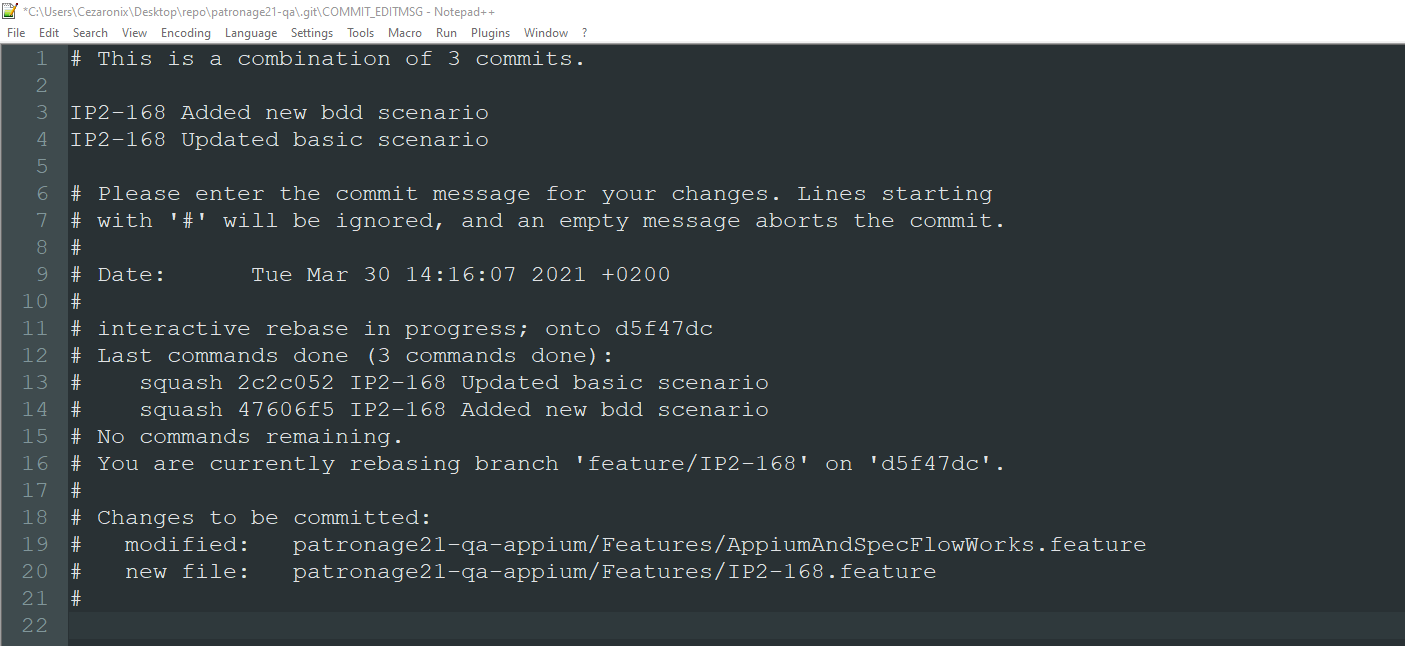 *C:\Users\Cezaronix\Desktop\repo\patronage21-qa\.git\COMMIT_EDITMSG - Notepad++
File Edit Search View Encoding Language Settings Tools Macro Run Plugins Window ?
1 # This is a combination of 3 commits.
2
3 IP2-168 Added new bdd scenario
4 IP2-168 Updated basic scenario
5
6 # Please enter the commit message for your changes. Lines starting
7 # with '#' will be ignored, and an empty message aborts the commit.
8 #
9 # Date:      Tue Mar 30 14:16:07 2021 +0200
10 #
11 # interactive rebase in progress; onto d5f47dc
12 # Last commands done (3 commands done):
13 #    squash 2c2c052 IP2-168 Updated basic scenario
14 #    squash 47606f5 IP2-168 Added new bdd scenario
15 # No commands remaining.
16 # You are currently rebasing branch 'feature/IP2-168' on 'd5f47dc'.
17 #
18 # Changes to be committed:
19 #   modified:   patronage21-qa-appium/Features/AppiumAndSpecFlowWorks.feature
20 #   new file:   patronage21-qa-appium/Features/IP2-168.feature
21 #
22